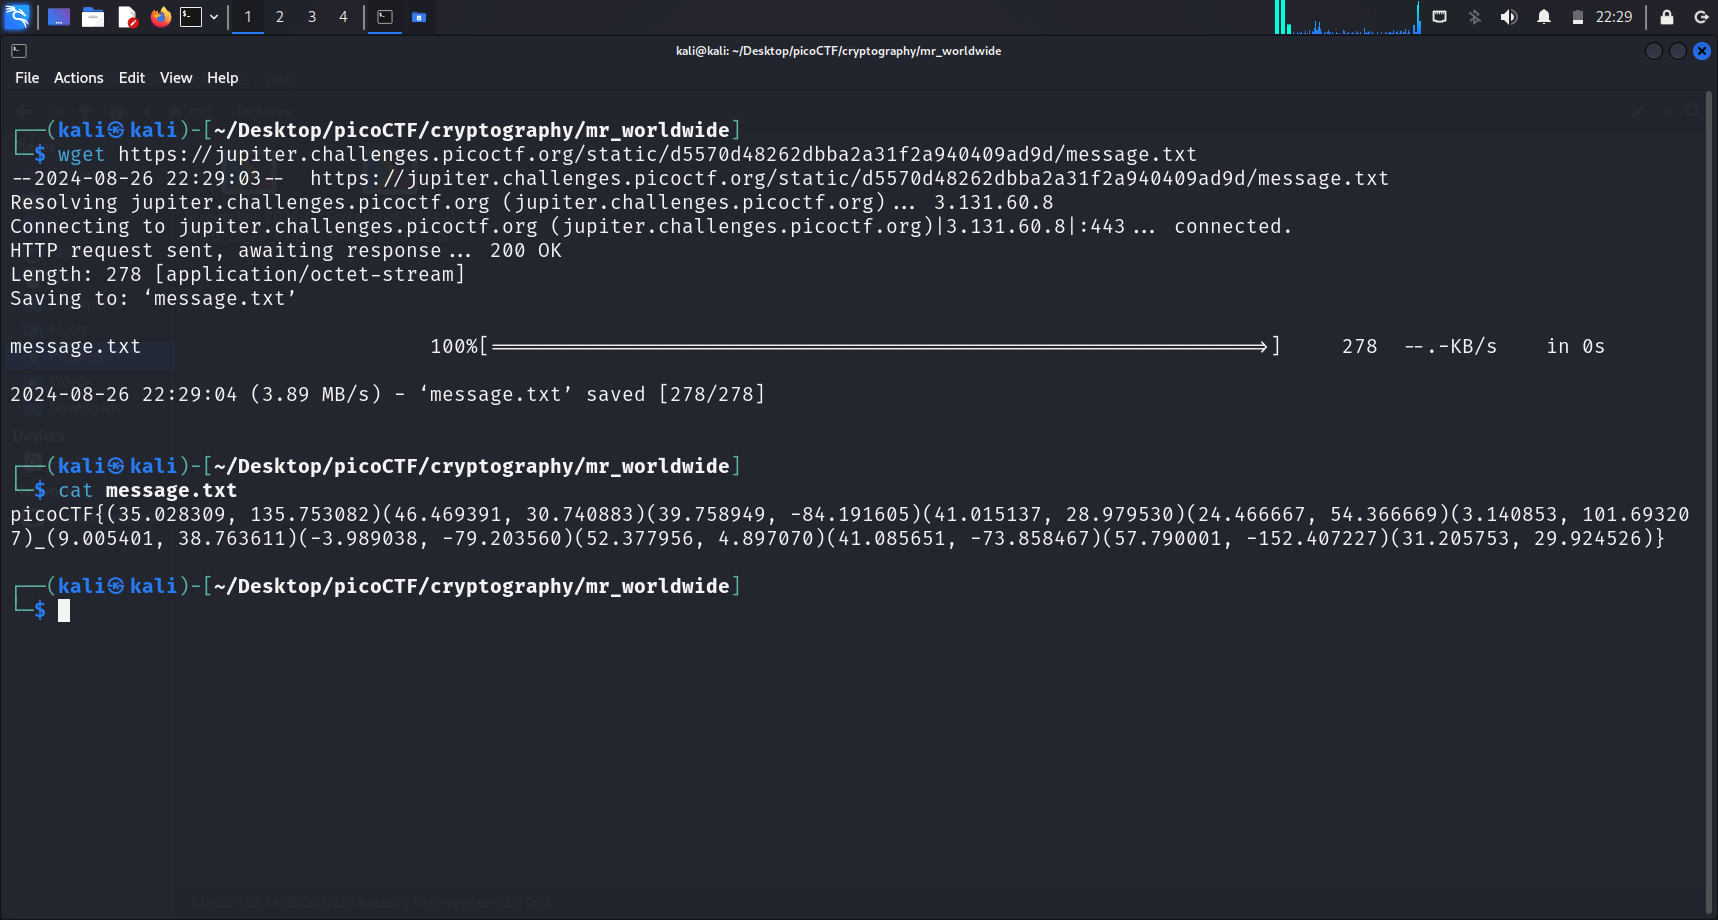 1 2 3 4 22:29
kali@kali: ~/Desktop/picoCTF/cryptography/mr_worldwide
File Actions Edit View Help
┌──(kali㉿kali)-[~/Desktop/picoCTF/cryptography/mr_worldwide]
└─$ wget https://jupiter.challenges.picoctf.org/static/d5570d48262dbba2a31f2a940409ad9d/message.txt
--2024-08-26 22:29:03--  https://jupiter.challenges.picoctf.org/static/d5570d48262dbba2a31f2a940409ad9d/message.txt
Resolving jupiter.challenges.picoctf.org (jupiter.challenges.picoctf.org)... 3.131.60.8
Connecting to jupiter.challenges.picoctf.org (jupiter.challenges.picoctf.org)|3.131.60.8|:443... connected.
HTTP request sent, awaiting response... 200 OK
Length: 278 [application/octet-stream]
Saving to: ‘message.txt’
message.txt 100%[=================================================================>] 278 --.-KB/s in 0s
2024-08-26 22:29:04 (3.89 MB/s) - ‘message.txt’ saved [278/278]
Music
Downloads
Devices
┌──(kali㉿kali)-[~/Desktop/picoCTF/cryptography/mr_worldwide]
└─$ cat message.txt
picoCTF{(35.028309, 135.753082)(46.469391, 30.740883)(39.758949, -84.191605)(41.015137, 28.979530)(24.466667, 54.366669)(3.140853, 101.69320
7)_(9.005401, 38.763611)(-3.989038, -79.203560)(52.377956, 4.897070)(41.085651, -73.858467)(57.790001, -152.407227)(31.205753, 29.924526)}
┌──(kali㉿kali)-[~/Desktop/picoCTF/cryptography/mr_worldwide]
└─$